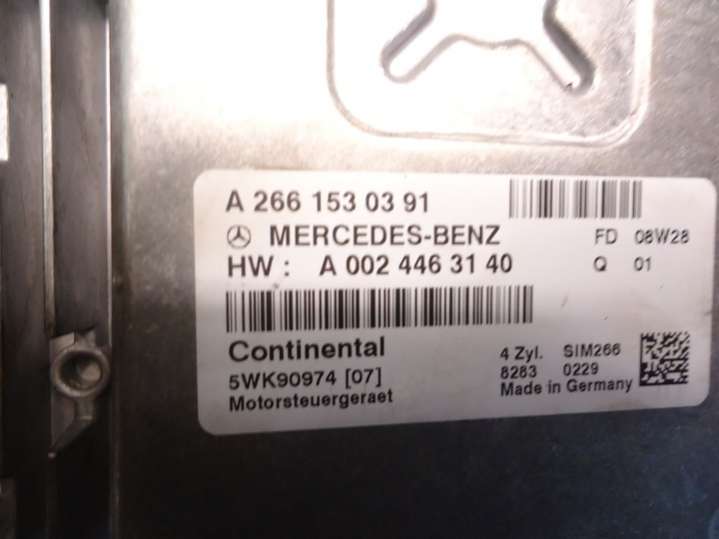 A 266 153 03 91
MERCEDES-BENZ FD 08W28
HW : A 002 446 31 40 Q 01
Continental
5WK90974 [07] 4 Zyl. SIM266
8283 0229
Motorsteuergeraet Made in Germany